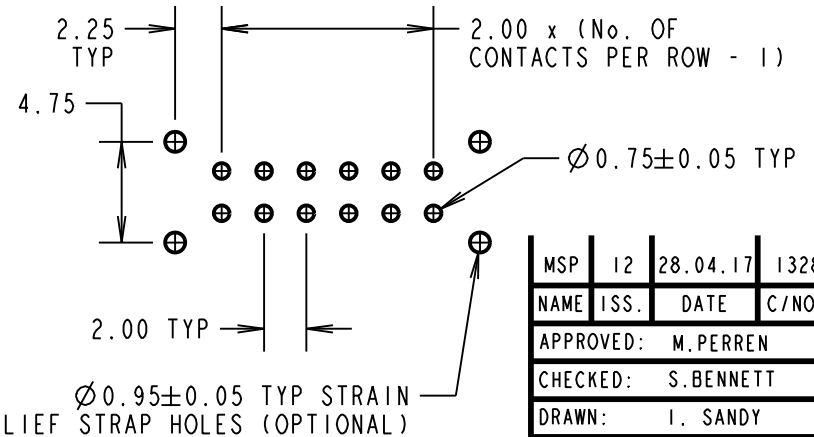 2.25
TYP
2.00 x (No. OF
CONTACTS PER ROW - 1)
4.75
Ø0.75±0.05 TYP
2.00 TYP
Ø0.95±0.05 TYP STRAIN
LIEF STRAP HOLES (OPTIONAL)
MSP 12 28.04.17 1328
NAME ISS. DATE C/NO
APPROVED: M.PERREN
CHECKED: S.BENNETT
DRAWN: I. SANDY